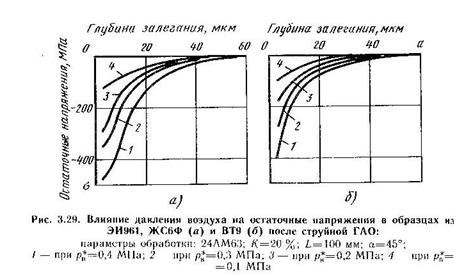 Глубина залегания, мкм
Глубина залегания, мкм
0 20 40 60
20 40 а
Остаточные напряжения, МПа
-200
-400
б
4
3
2
1
4
3
2
1
а)
б)
Рис. 3.29. Влияние давления воздуха на остаточные напряжения в образцах из
ЭИ961, ЖС6Ф (а) и ВТ9 (б) после струйной ГАО:
параметры обработки: 24АМ63; K=20 %; L=100 мм; α=45°;
1 — при pв*=0,4 МПа; 2 при pв*=0,3 МПа; 3 — при pв*=0,2 МПа; 4 при pв*=
=0,1 МПа